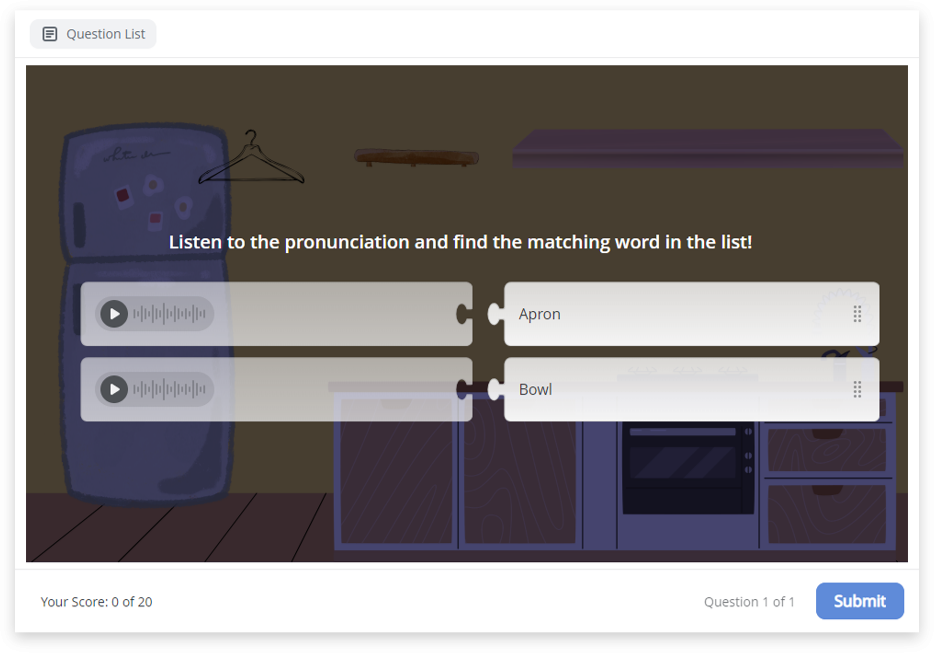 Question List
Listen to the pronunciation and find the matching word in the list!
Apron
Bowl
Your Score: 0 of 20
Question 1 of 1
Submit